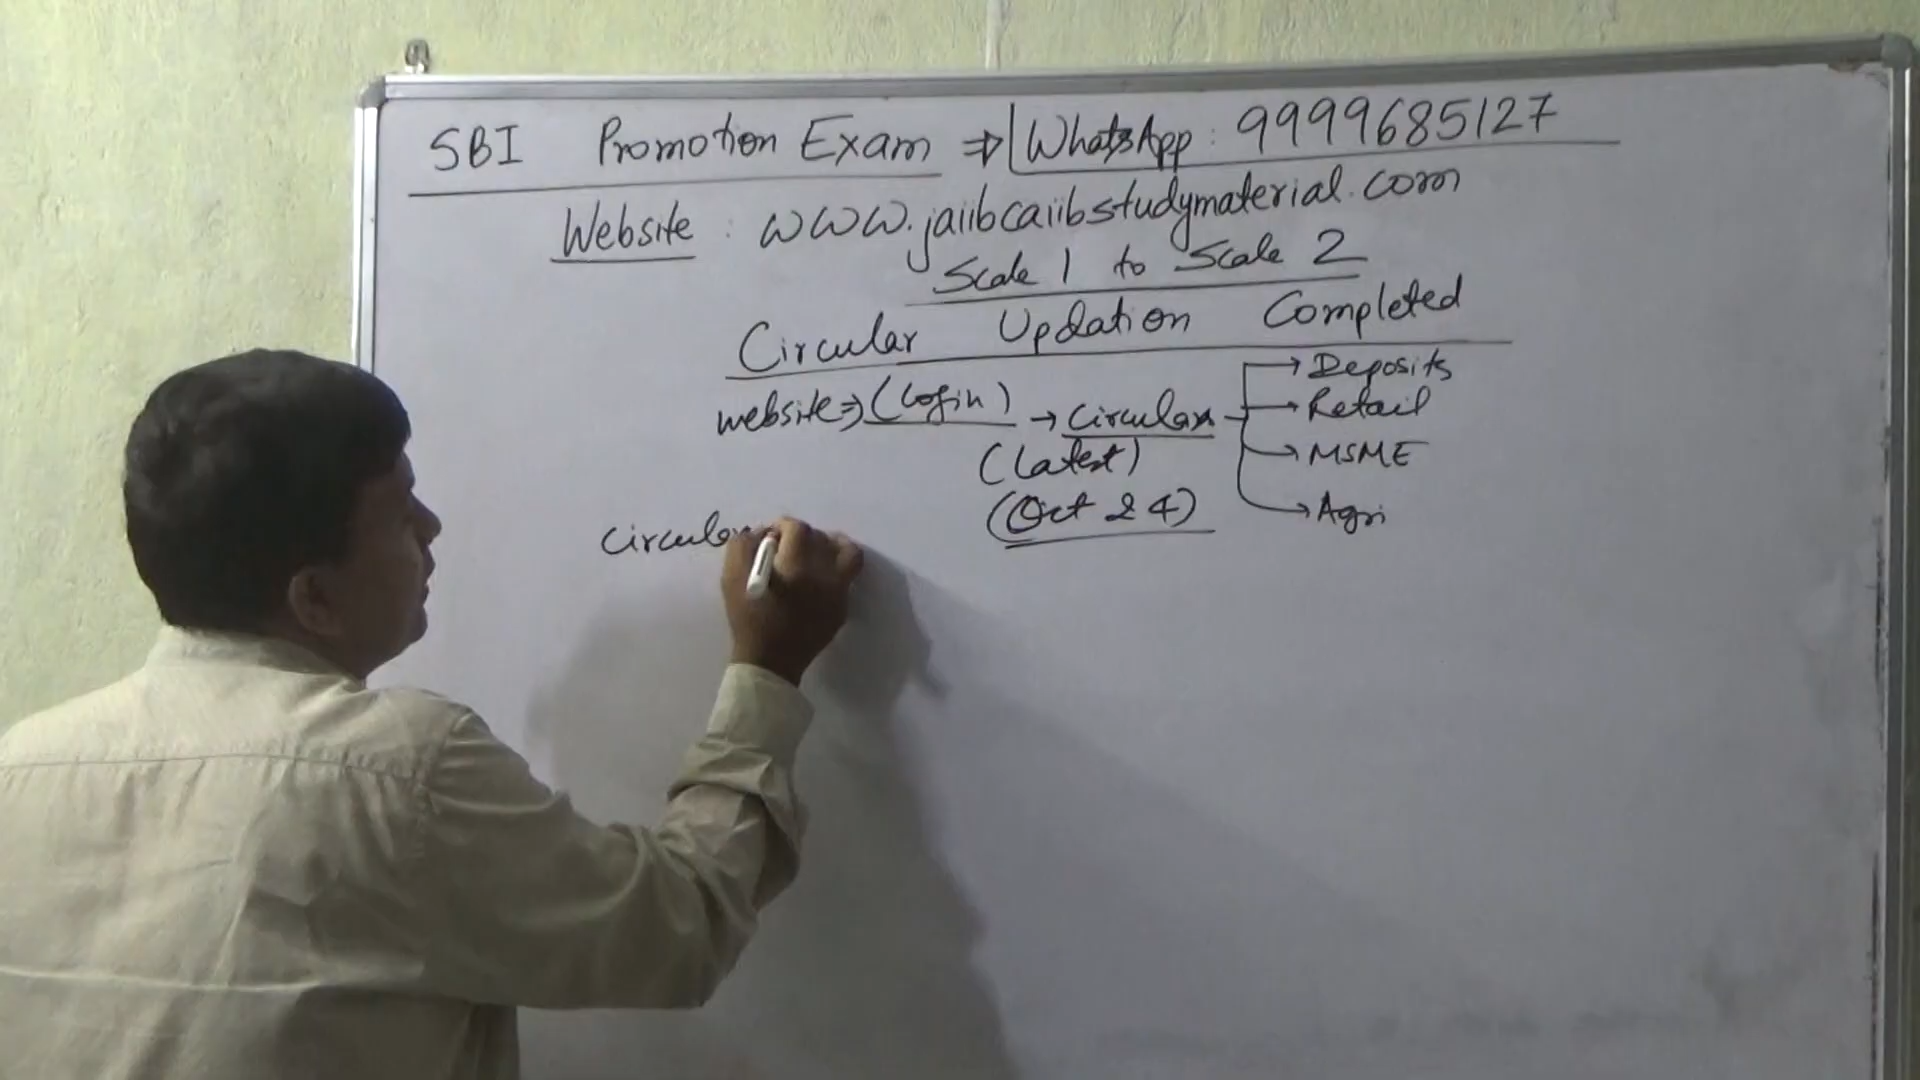 SBI Promotion Exam ⇒ WhatsApp: 9999685127
Website: www.jaiibcaiibstudymaterial.com
Scale 1 to Scale 2
Circular Updation Completed
website ⇒ (Login) → Circulars → Deposits
→ Retail
(Latest) → MSME
(Oct 24) → Agri
Circular